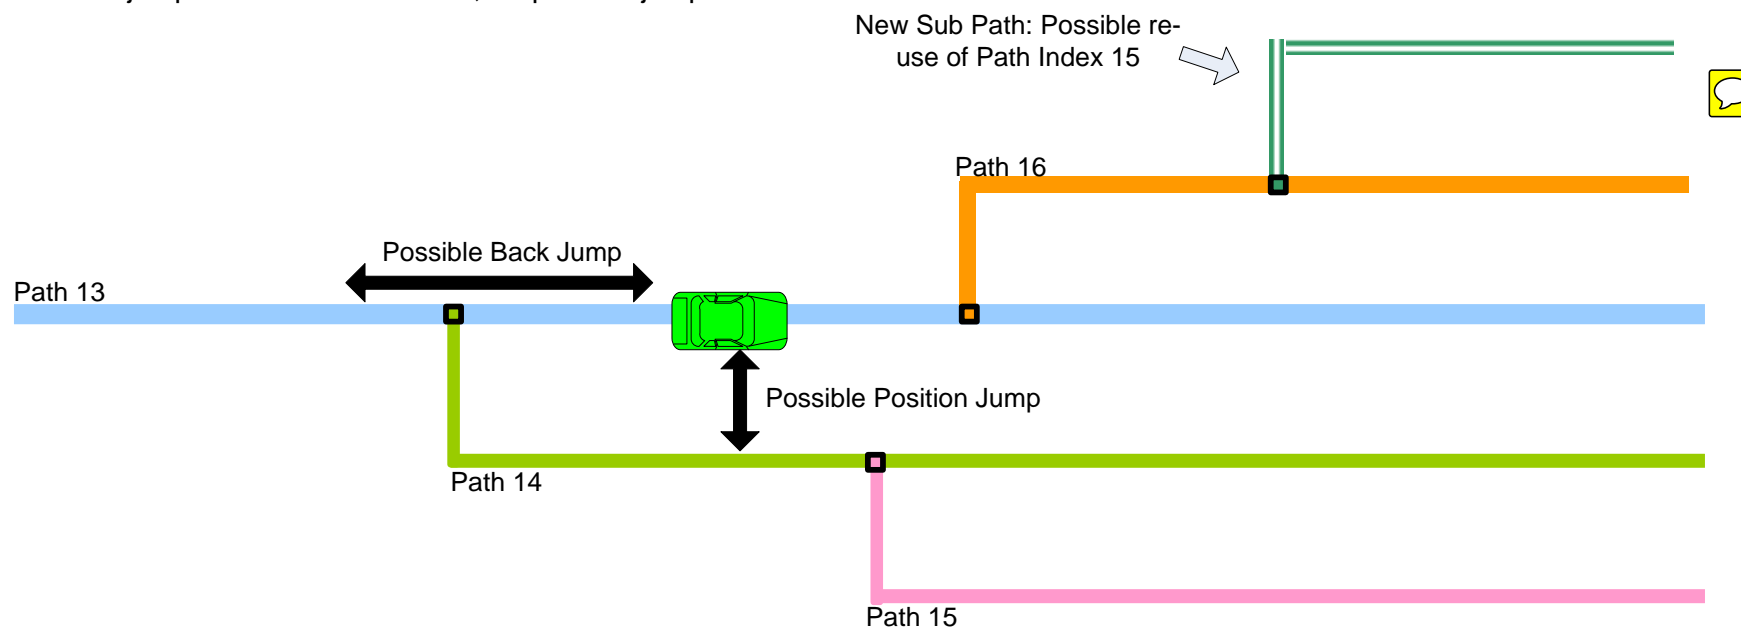 New Sub Path: Possible re-
use of Path Index 15
Path 16
Possible Back Jump
Path 13
Possible Position Jump
Path 14
Path 15